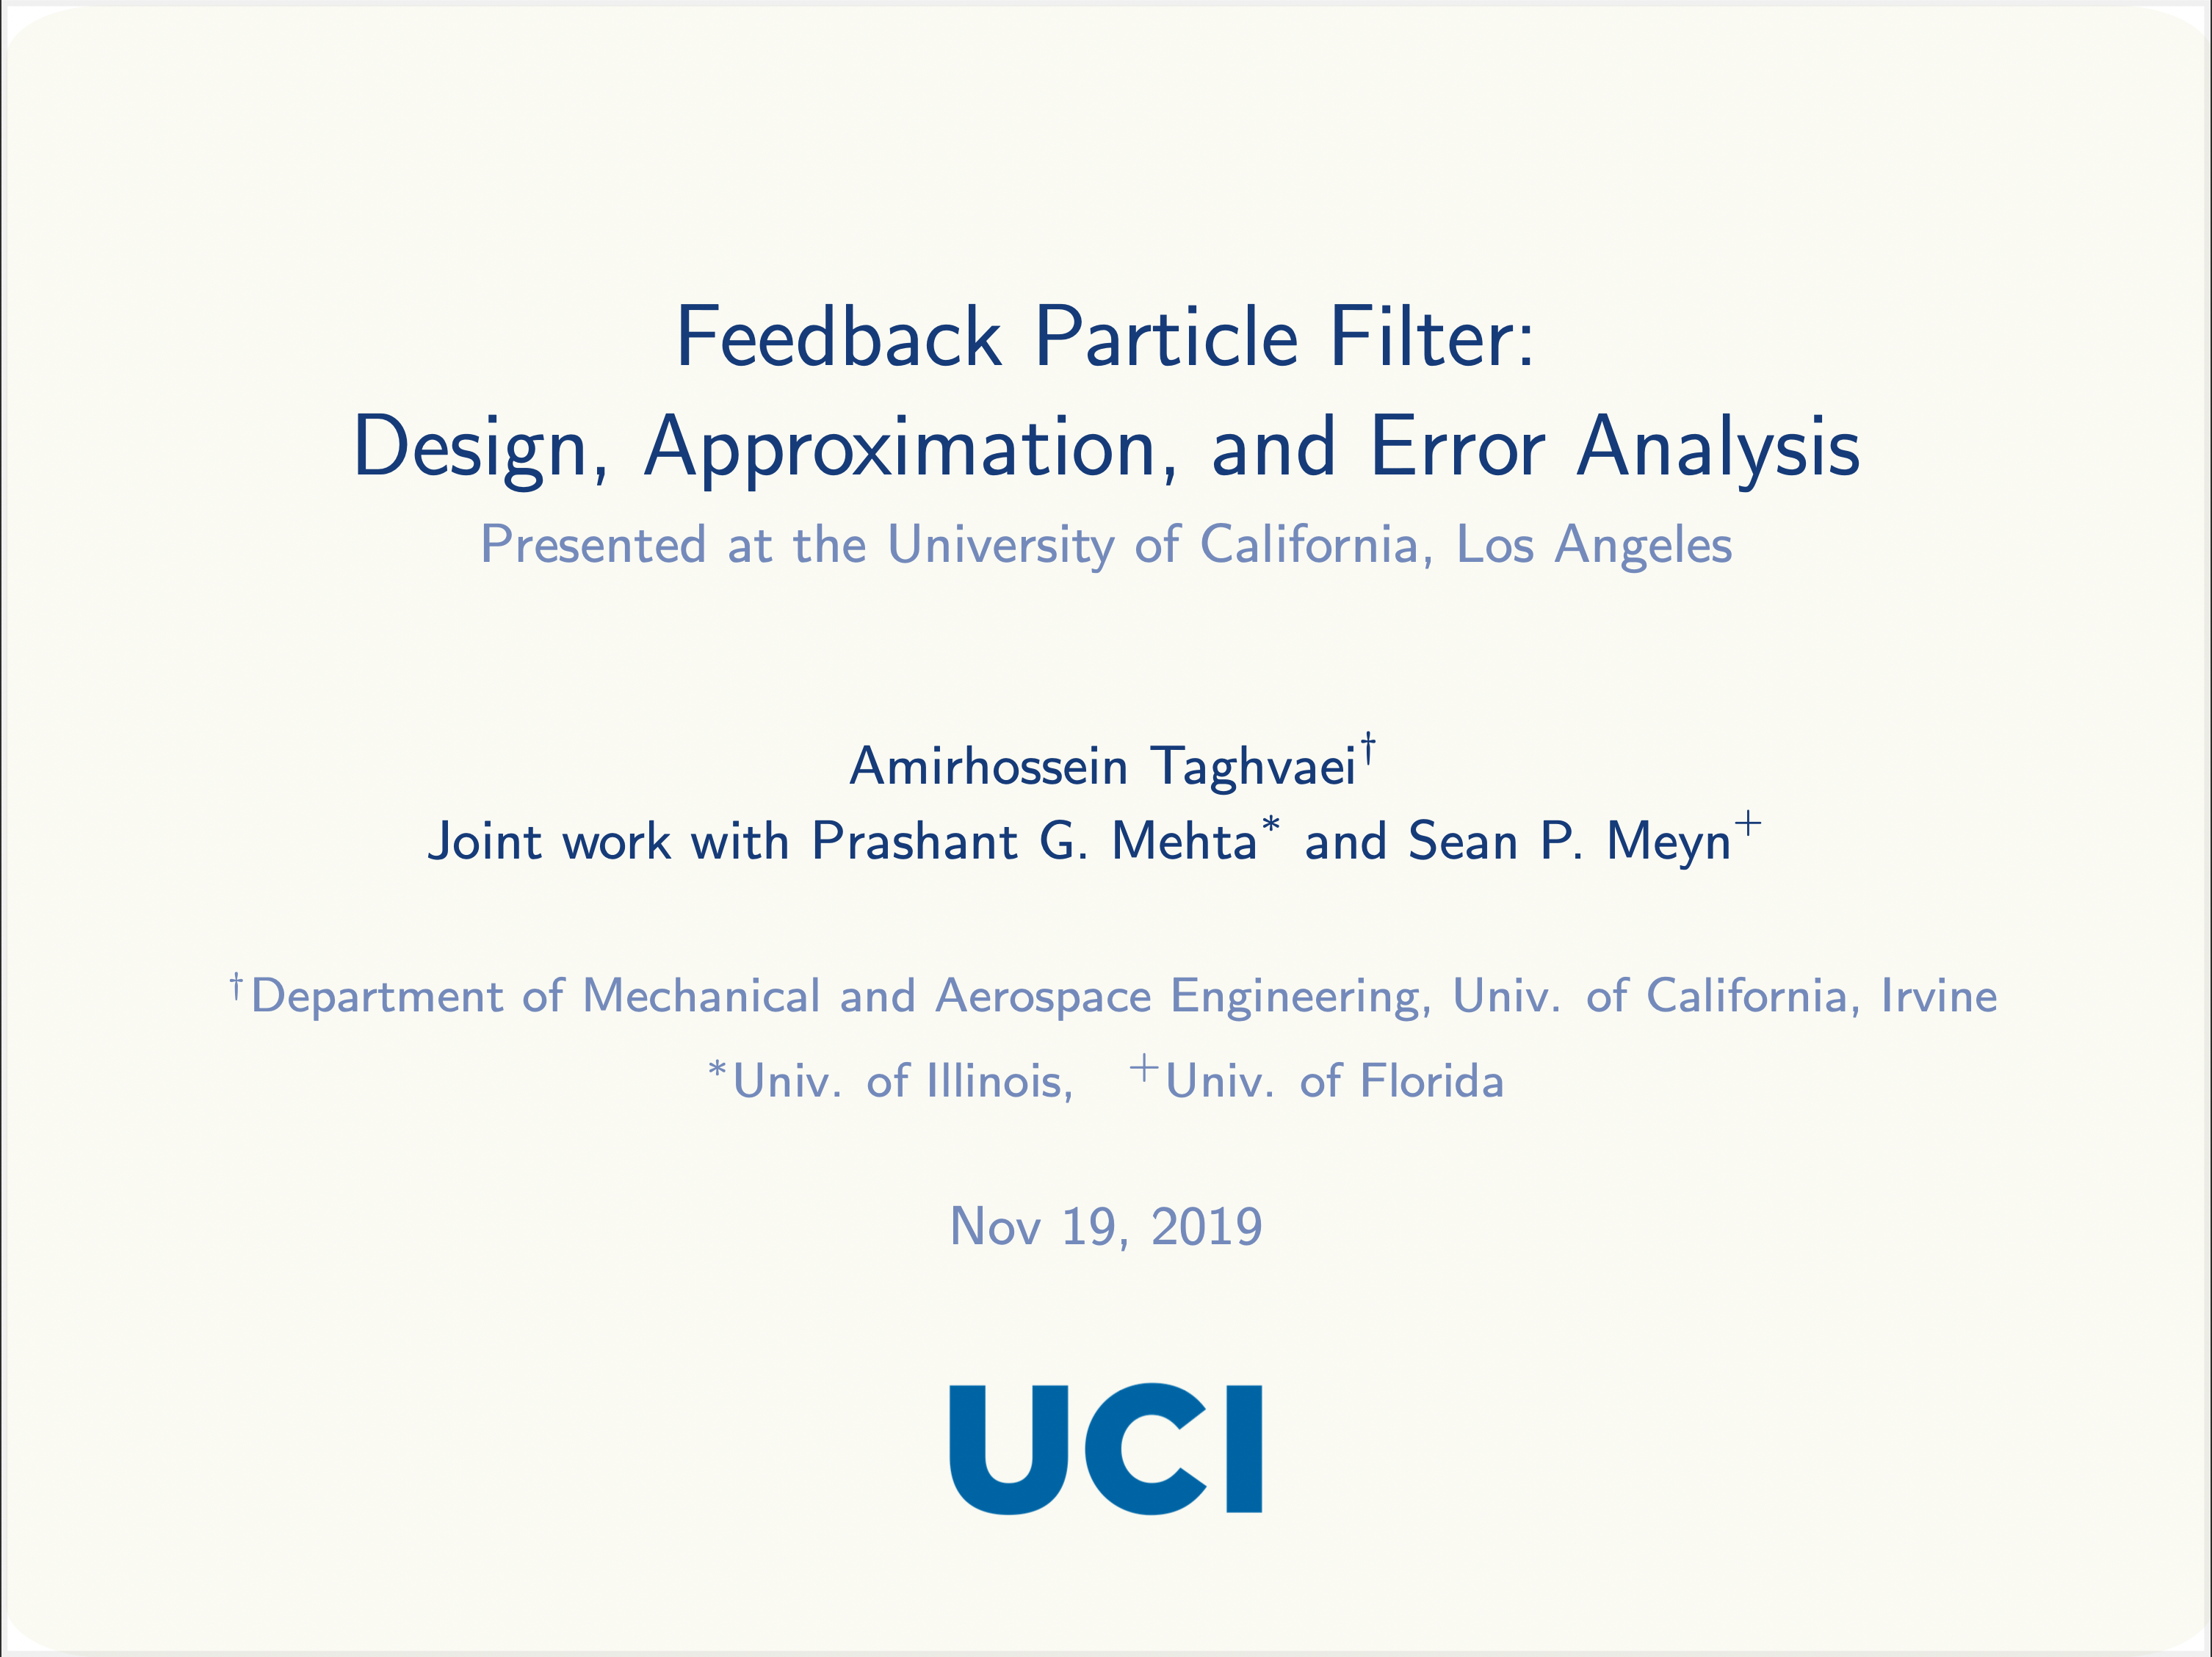 Feedback Particle Filter:
Design, Approximation, and Error Analysis
Presented at the University of California, Los Angeles
Amirhossein Taghvaei†
Joint work with Prashant G. Mehta* and Sean P. Meyn+
†Department of Mechanical and Aerospace Engineering, Univ. of California, Irvine
*Univ. of Illinois, +Univ. of Florida
Nov 19, 2019
UCI